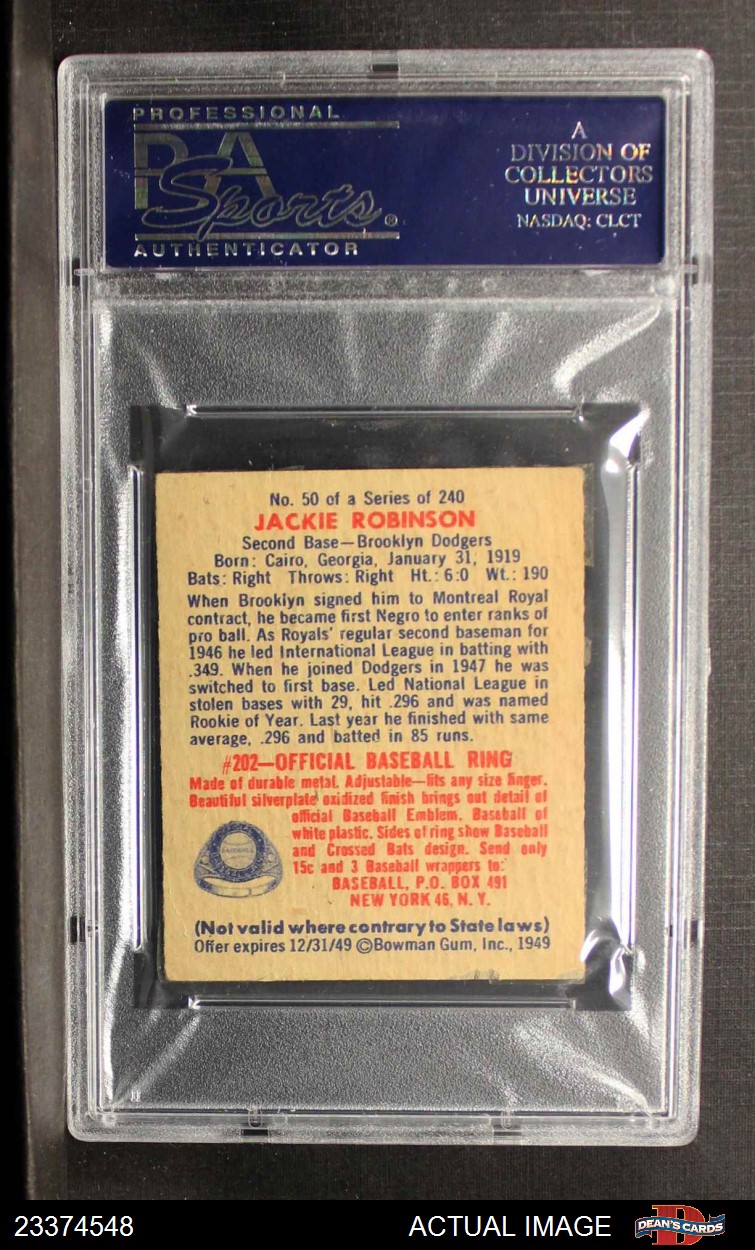 PROFESSIONAL
PSA
Sports®
AUTHENTICATOR
A
DIVISION OF
COLLECTORS
UNIVERSE
NASDAQ: CLCT
No. 50 of a Series of 240
JACKIE ROBINSON
Second Base—Brooklyn Dodgers
Born: Cairo, Georgia, January 31, 1919
Bats: Right Throws: Right Ht.: 6:0 Wt.: 190
When Brooklyn signed him to Montreal Royal
contract, he became first Negro to enter ranks of
pro ball. As Royals' regular second baseman for
1946 he led International League in batting with
.349. When he joined Dodgers in 1947 he was
switched to first base. Led National League in
stolen bases with 29, hit .296 and was named
Rookie of Year. Last year he finished with same
average, .296 and batted in 85 runs.
#202—OFFICIAL BASEBALL RING
Made of durable metal. Adjustable—fits any size finger.
Beautiful silverplate oxidized finish brings out detail of
official Baseball Emblem. Baseball of
white plastic. Sides of ring show Baseball
and Crossed Bats design. Send only
15c and 3 Baseball wrappers to:
BASEBALL, P.O. BOX 491
NEW YORK 46, N. Y.
(Not valid where contrary to State laws)
Offer expires 12/31/49 ©Bowman Gum, Inc., 1949
23374548
ACTUAL IMAGE
DEAN'S CARDS